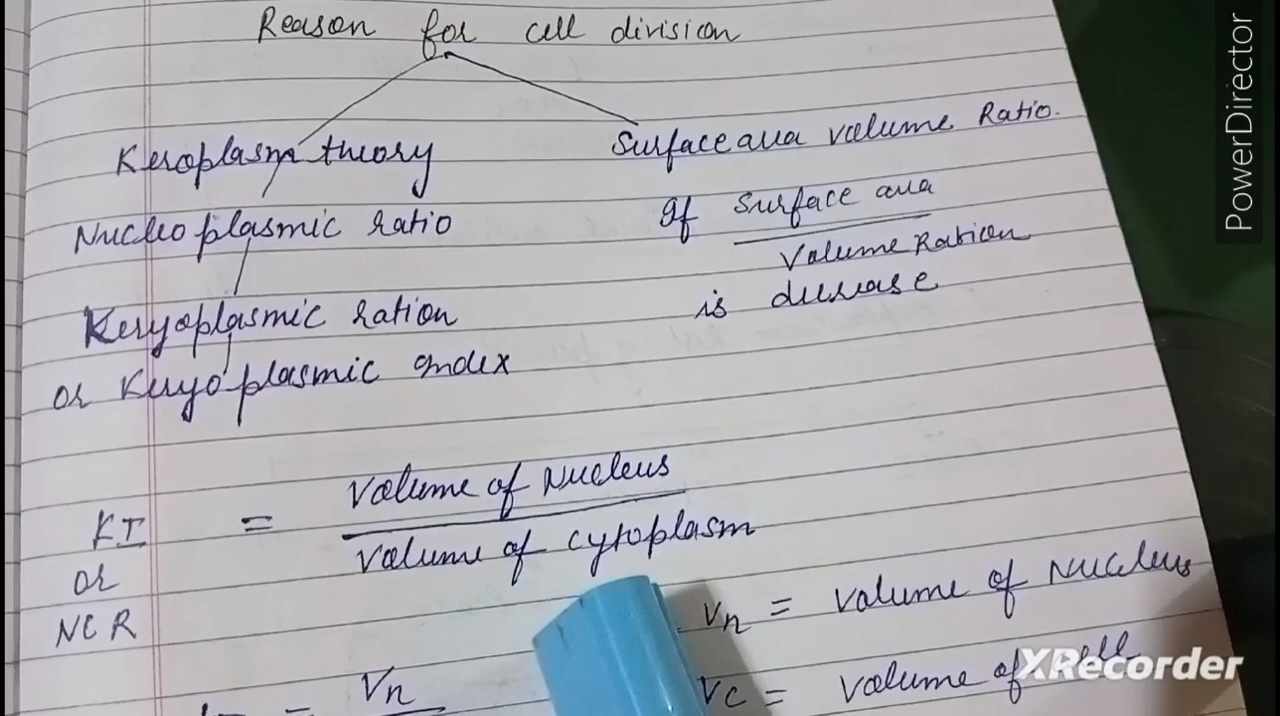 Reason for cell division
Keroplasm theory
Surface area volume Ratio.
Nucleoplasmic ratio
If Surface area
Volume Ration
is decrease
Keryoplasmic ration
or Keryoplasmic Index
KI = Volume of Nucleus
Volume of cytoplasm
or
NCR
Vn = Volume of Nucleus
= Vn
Vc = Volume of cell
PowerDirector
XRecorder